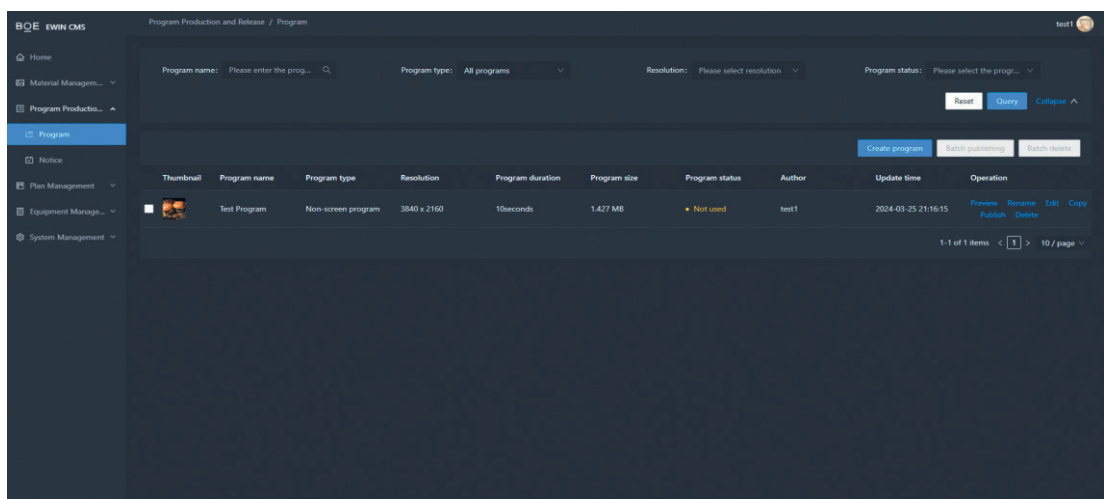 BOE EWIN CMS
Program Production and Release / Program
test1
Home
Material Managem...
Program Productio...
Program
Notice
Plan Management
Equipment Manage...
System Management
Program name: Please enter the prog... Program type: All programs Resolution: Please select resolution Program status: Please select the progr...
Reset Query Collapse
Create program Batch publishing Batch delete
Thumbnail Program name Program type Resolution Program duration Program size Program status Author Update time Operation
Test Program Non-screen program 3840 x 2160 10seconds 1.427 MB Not used test1 2024-03-25 21:16:15 Preview Rename Edit Copy
Publish Delete
1-1 of 1 items < 1 > 10 / page